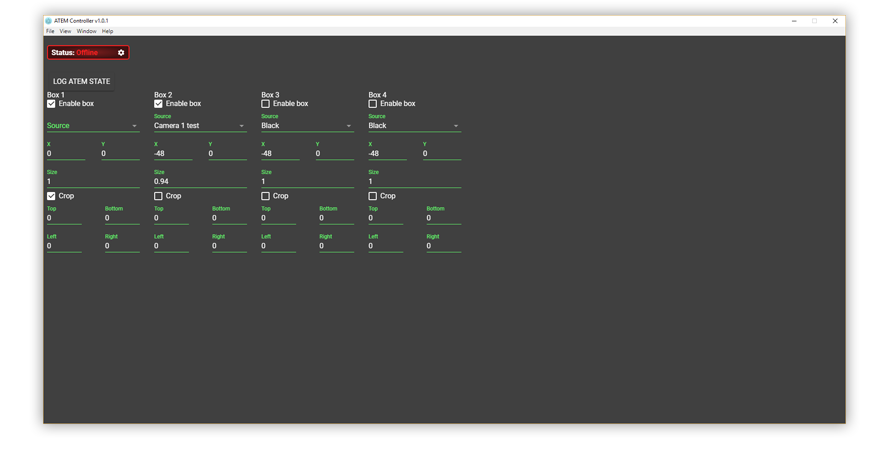 ATEM Controller v1.0.1
File View Window Help
Status: Offline
LOG ATEM STATE
Box 1 Box 2 Box 3 Box 4
Enable box Enable box Enable box Enable box
Source Source Source
Source Camera 1 test Black Black
X Y X Y X Y X Y
0 0 -48 0 -48 0 -48 0
Size Size Size Size
1 0.94 1 1
Crop Crop Crop Crop
Top Bottom Top Bottom Top Bottom Top Bottom
0 0 0 0 0 0 0 0
Left Right Left Right Left Right Left Right
0 0 0 0 0 0 0 0